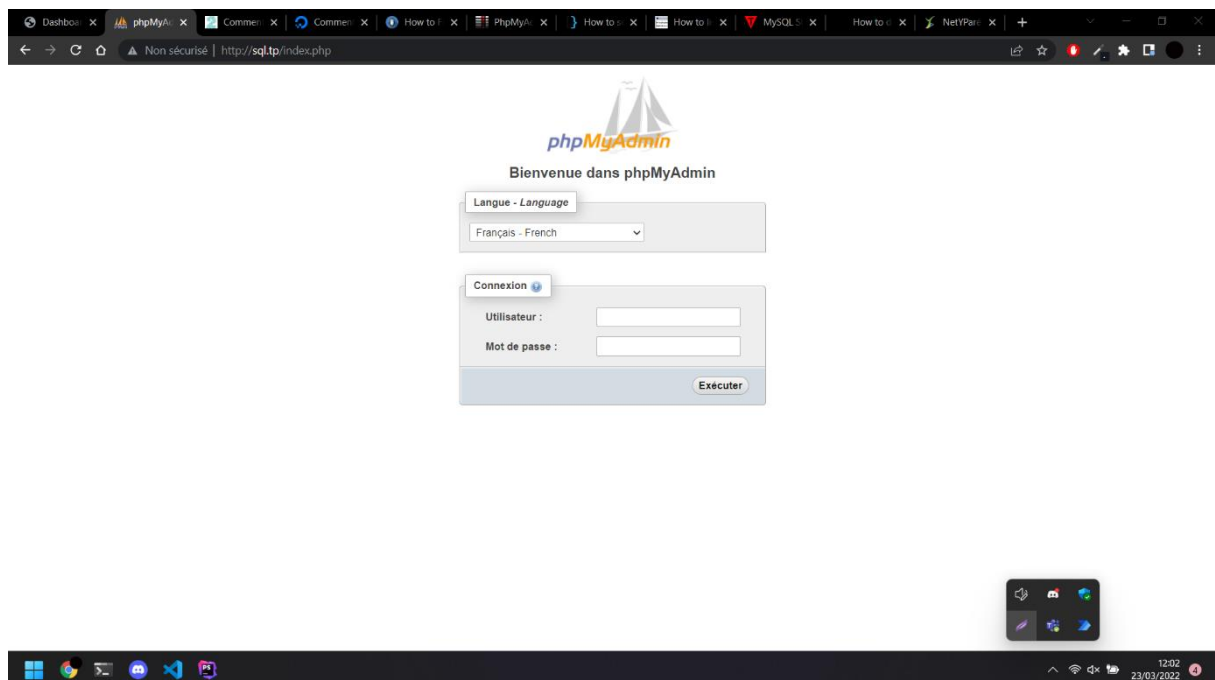 Dashboar
phpMyAd
Commen
Commen
How to
PhpMyA
How to
How to
MySQL S
How to
NetYPare
Non sécurisé | http://sql.tp/index.php
phpMyAdmin
Bienvenue dans phpMyAdmin
Langue - Language
Français - French
Connexion
Utilisateur :
Mot de passe :
Exécuter
PS
12:02
23/03/2022
4